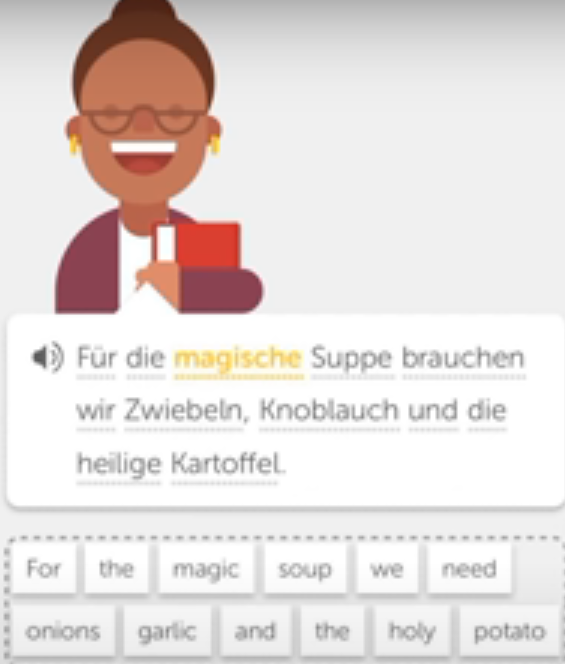 Für die magische Suppe brauchen
wir Zwiebeln, Knoblauch und die
heilige Kartoffel.
For the magic soup we need
onions garlic and the holy potato